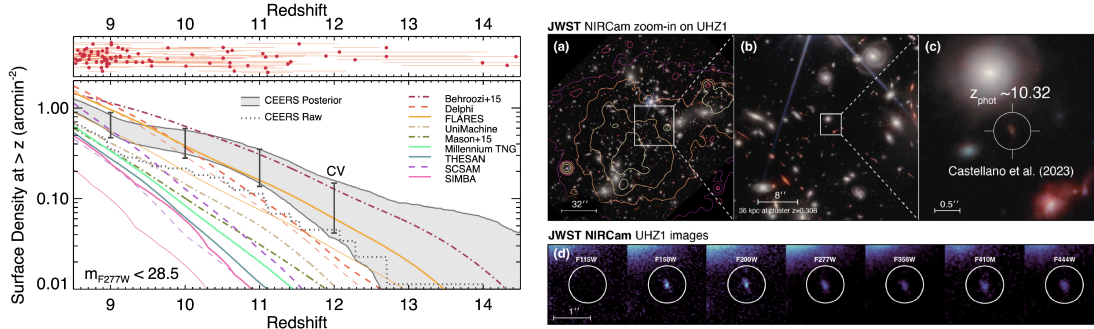 Redshift
9 10 11 12 13 14
Surface Density at > z (arcmin⁻²)
1.00
0.10
0.01
CEERS Posterior
CEERS Raw
Behroozi+15
Delphi
FLARES
UniMachine
Mason+15
Millennium TNG
THESAN
SCSAM
SIMBA
CV
m_F277W < 28.5
9 10 11 12 13 14
Redshift
JWST NIRCam zoom-in on UHZ1
(a)
32′′
(b)
8′′
36 kpc at cluster z=0.308
(c)
z_phot ~10.32
Castellano et al. (2023)
0.5′′
JWST NIRCam UHZ1 images
(d)
F115W F150W F200W F277W F356W F410M F444W
1′′